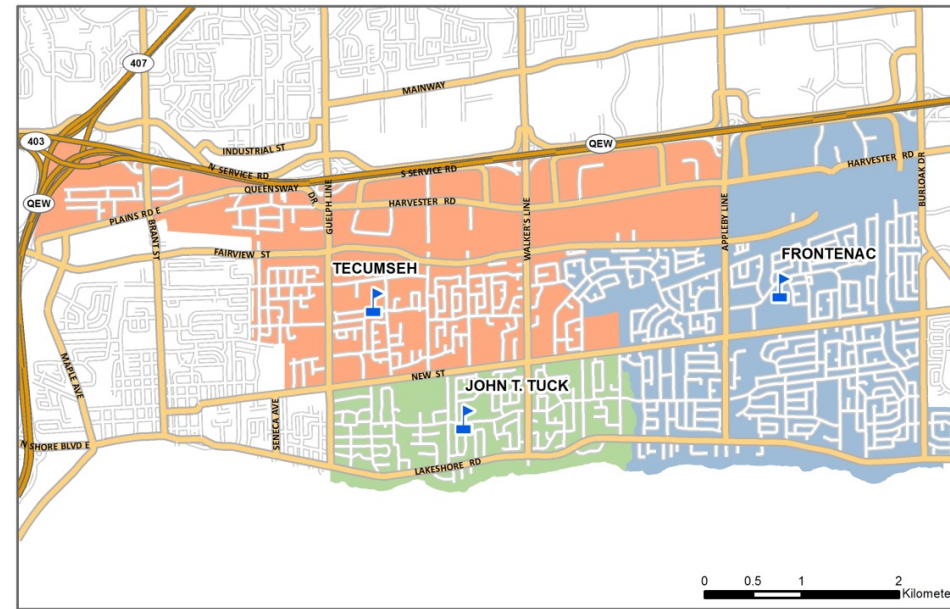 407
MAINWAY
403
INDUSTRIAL ST
QEW
N SERVICE RD
S SERVICE RD
HARVESTER RD
QUEENSWAY DR
BURLOAK DR
QEW
GUELPH LINE
HARVESTER RD
PLAINS RD E
WALKER'S LINE
APPLEBY LINE
BRANT ST
FAIRVIEW ST
FRONTENAC
TECUMSEH
MAPLE AVE
NEW ST
JOHN T. TUCK
SENECA AVE
N SHORE BLVD E
LAKESHORE RD
0 0.5 1 2
Kilomete